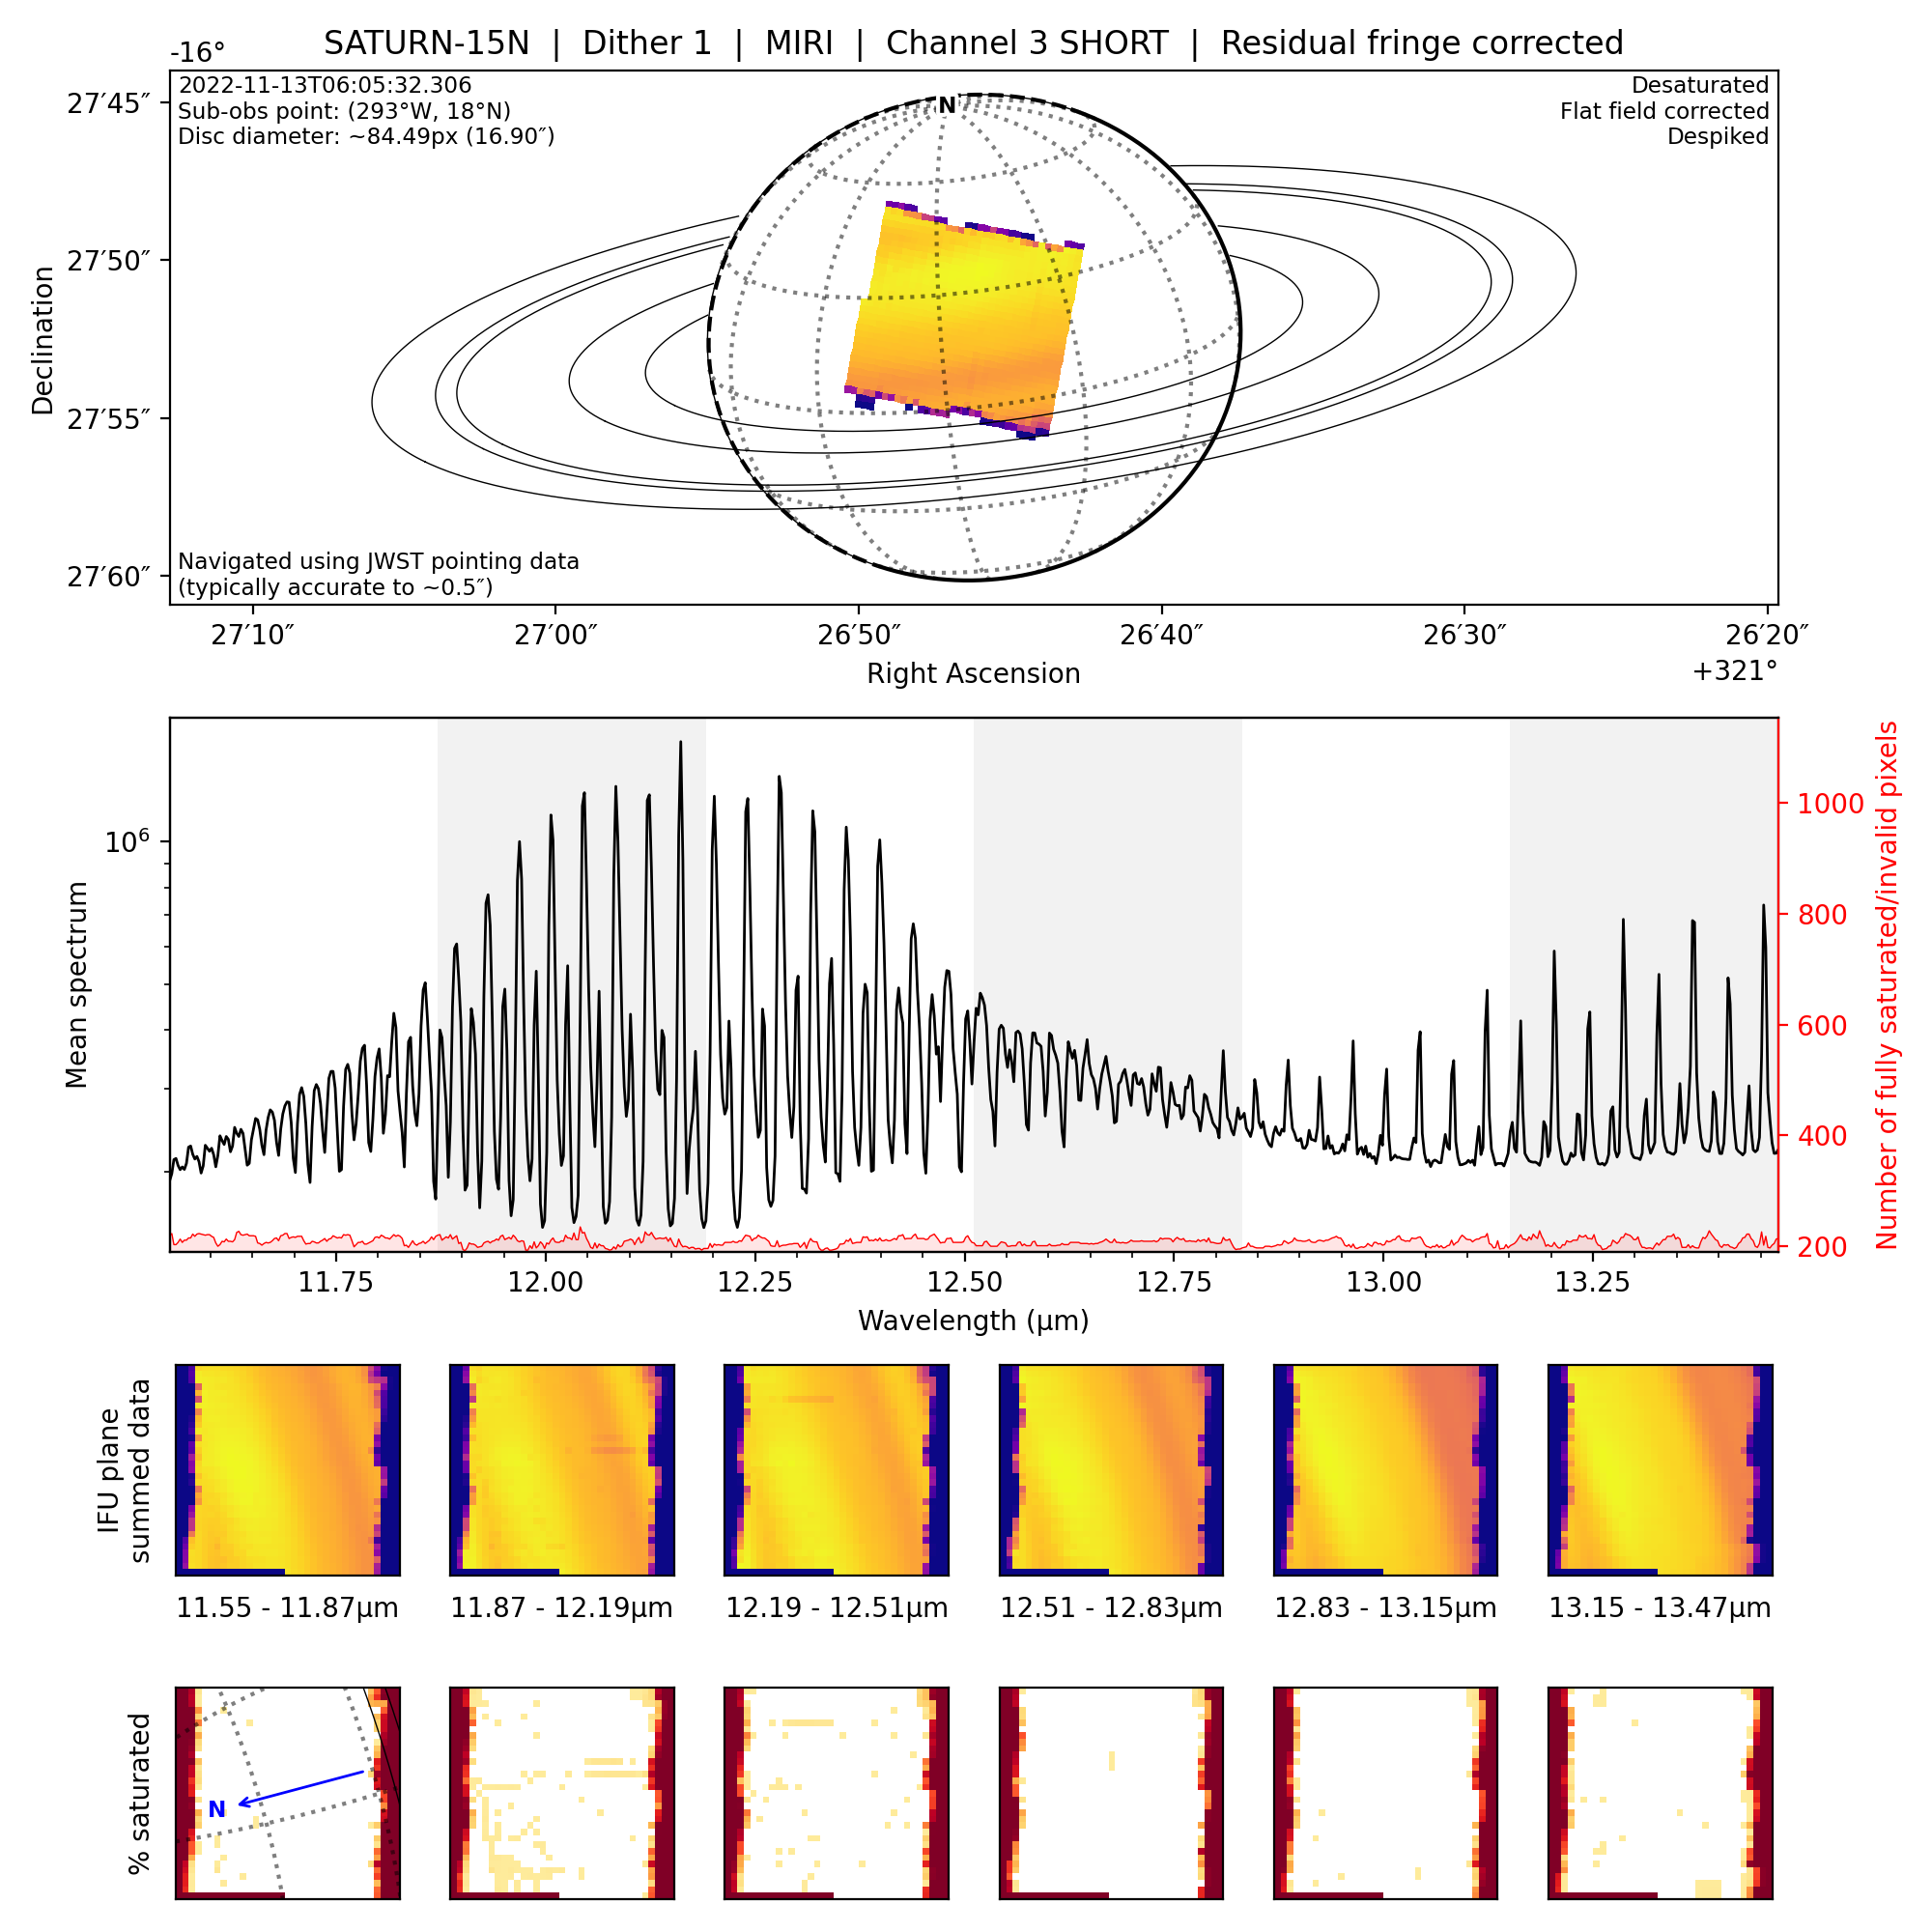 SATURN-15N | Dither 1 | MIRI | Channel 3 SHORT | Residual fringe corrected
-16°
2022-11-13T06:05:32.306
Sub-obs point: (293°W, 18°N)
Disc diameter: ~84.49px (16.90″)
Desaturated
Flat field corrected
Despiked
N
27′45″
27′50″
27′55″
27′60″
Declination
Navigated using JWST pointing data
(typically accurate to ~0.5″)
27′10″
27′00″
26′50″
26′40″
26′30″
26′20″
Right Ascension
+321°
Mean spectrum
10⁶
1000
800
600
400
200
Number of fully saturated/invalid pixels
11.75
12.00
12.25
12.50
12.75
13.00
13.25
Wavelength (µm)
IFU plane
summed data
11.55 - 11.87µm
11.87 - 12.19µm
12.19 - 12.51µm
12.51 - 12.83µm
12.83 - 13.15µm
13.15 - 13.47µm
% saturated
N